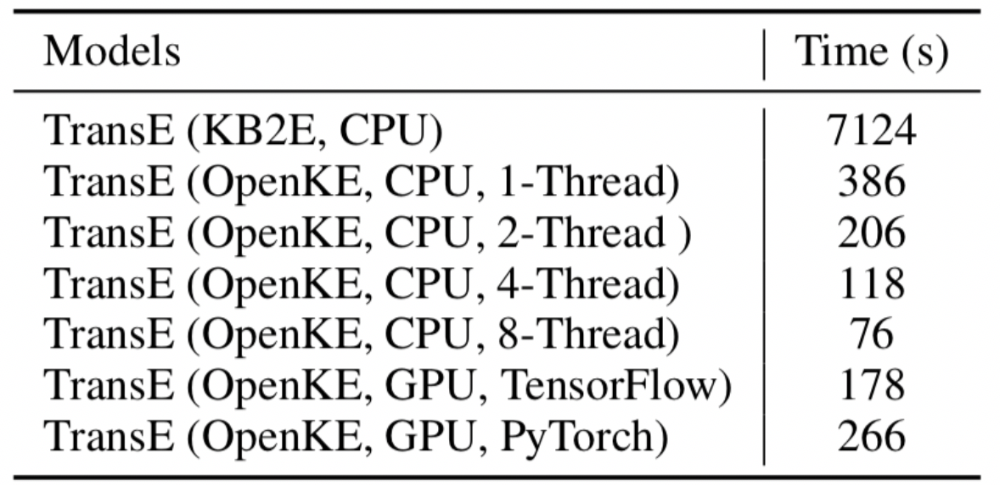 Models Time (s)
TransE (KB2E, CPU) 7124
TransE (OpenKE, CPU, 1-Thread) 386
TransE (OpenKE, CPU, 2-Thread ) 206
TransE (OpenKE, CPU, 4-Thread) 118
TransE (OpenKE, CPU, 8-Thread) 76
TransE (OpenKE, GPU, TensorFlow) 178
TransE (OpenKE, GPU, PyTorch) 266